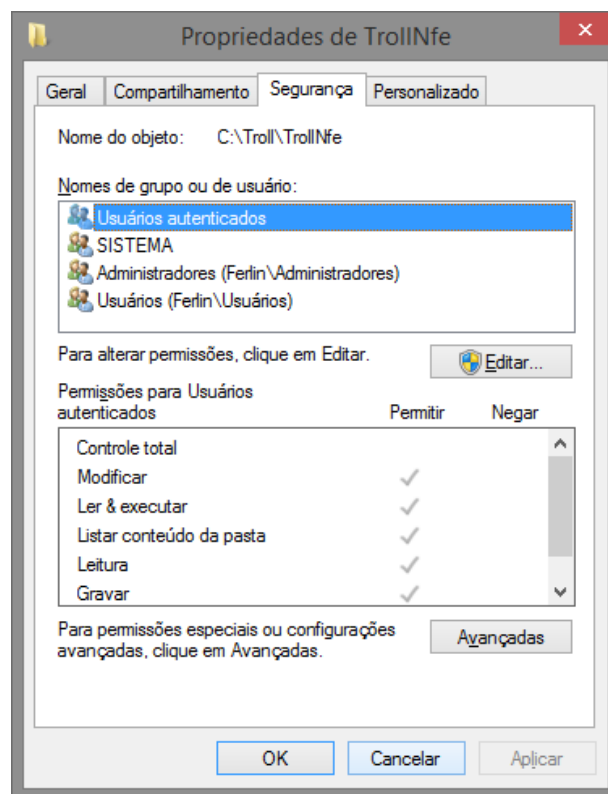 Propriedades de TrollNfe
Geral Compartilhamento Segurança Personalizado
Nome do objeto: C:\Troll\TrollNfe
Nomes de grupo ou de usuário:
Usuários autenticados
SISTEMA
Administradores (Ferlin\Administradores)
Usuários (Ferlin\Usuários)
Para alterar permissões, clique em Editar.
Editar...
Permissões para Usuários
autenticados Permitir Negar
Controle total
Modificar
Ler & executar
Listar conteúdo da pasta
Leitura
Gravar
Para permissões especiais ou configurações
avançadas, clique em Avançadas.
Avançadas
OK Cancelar Aplicar